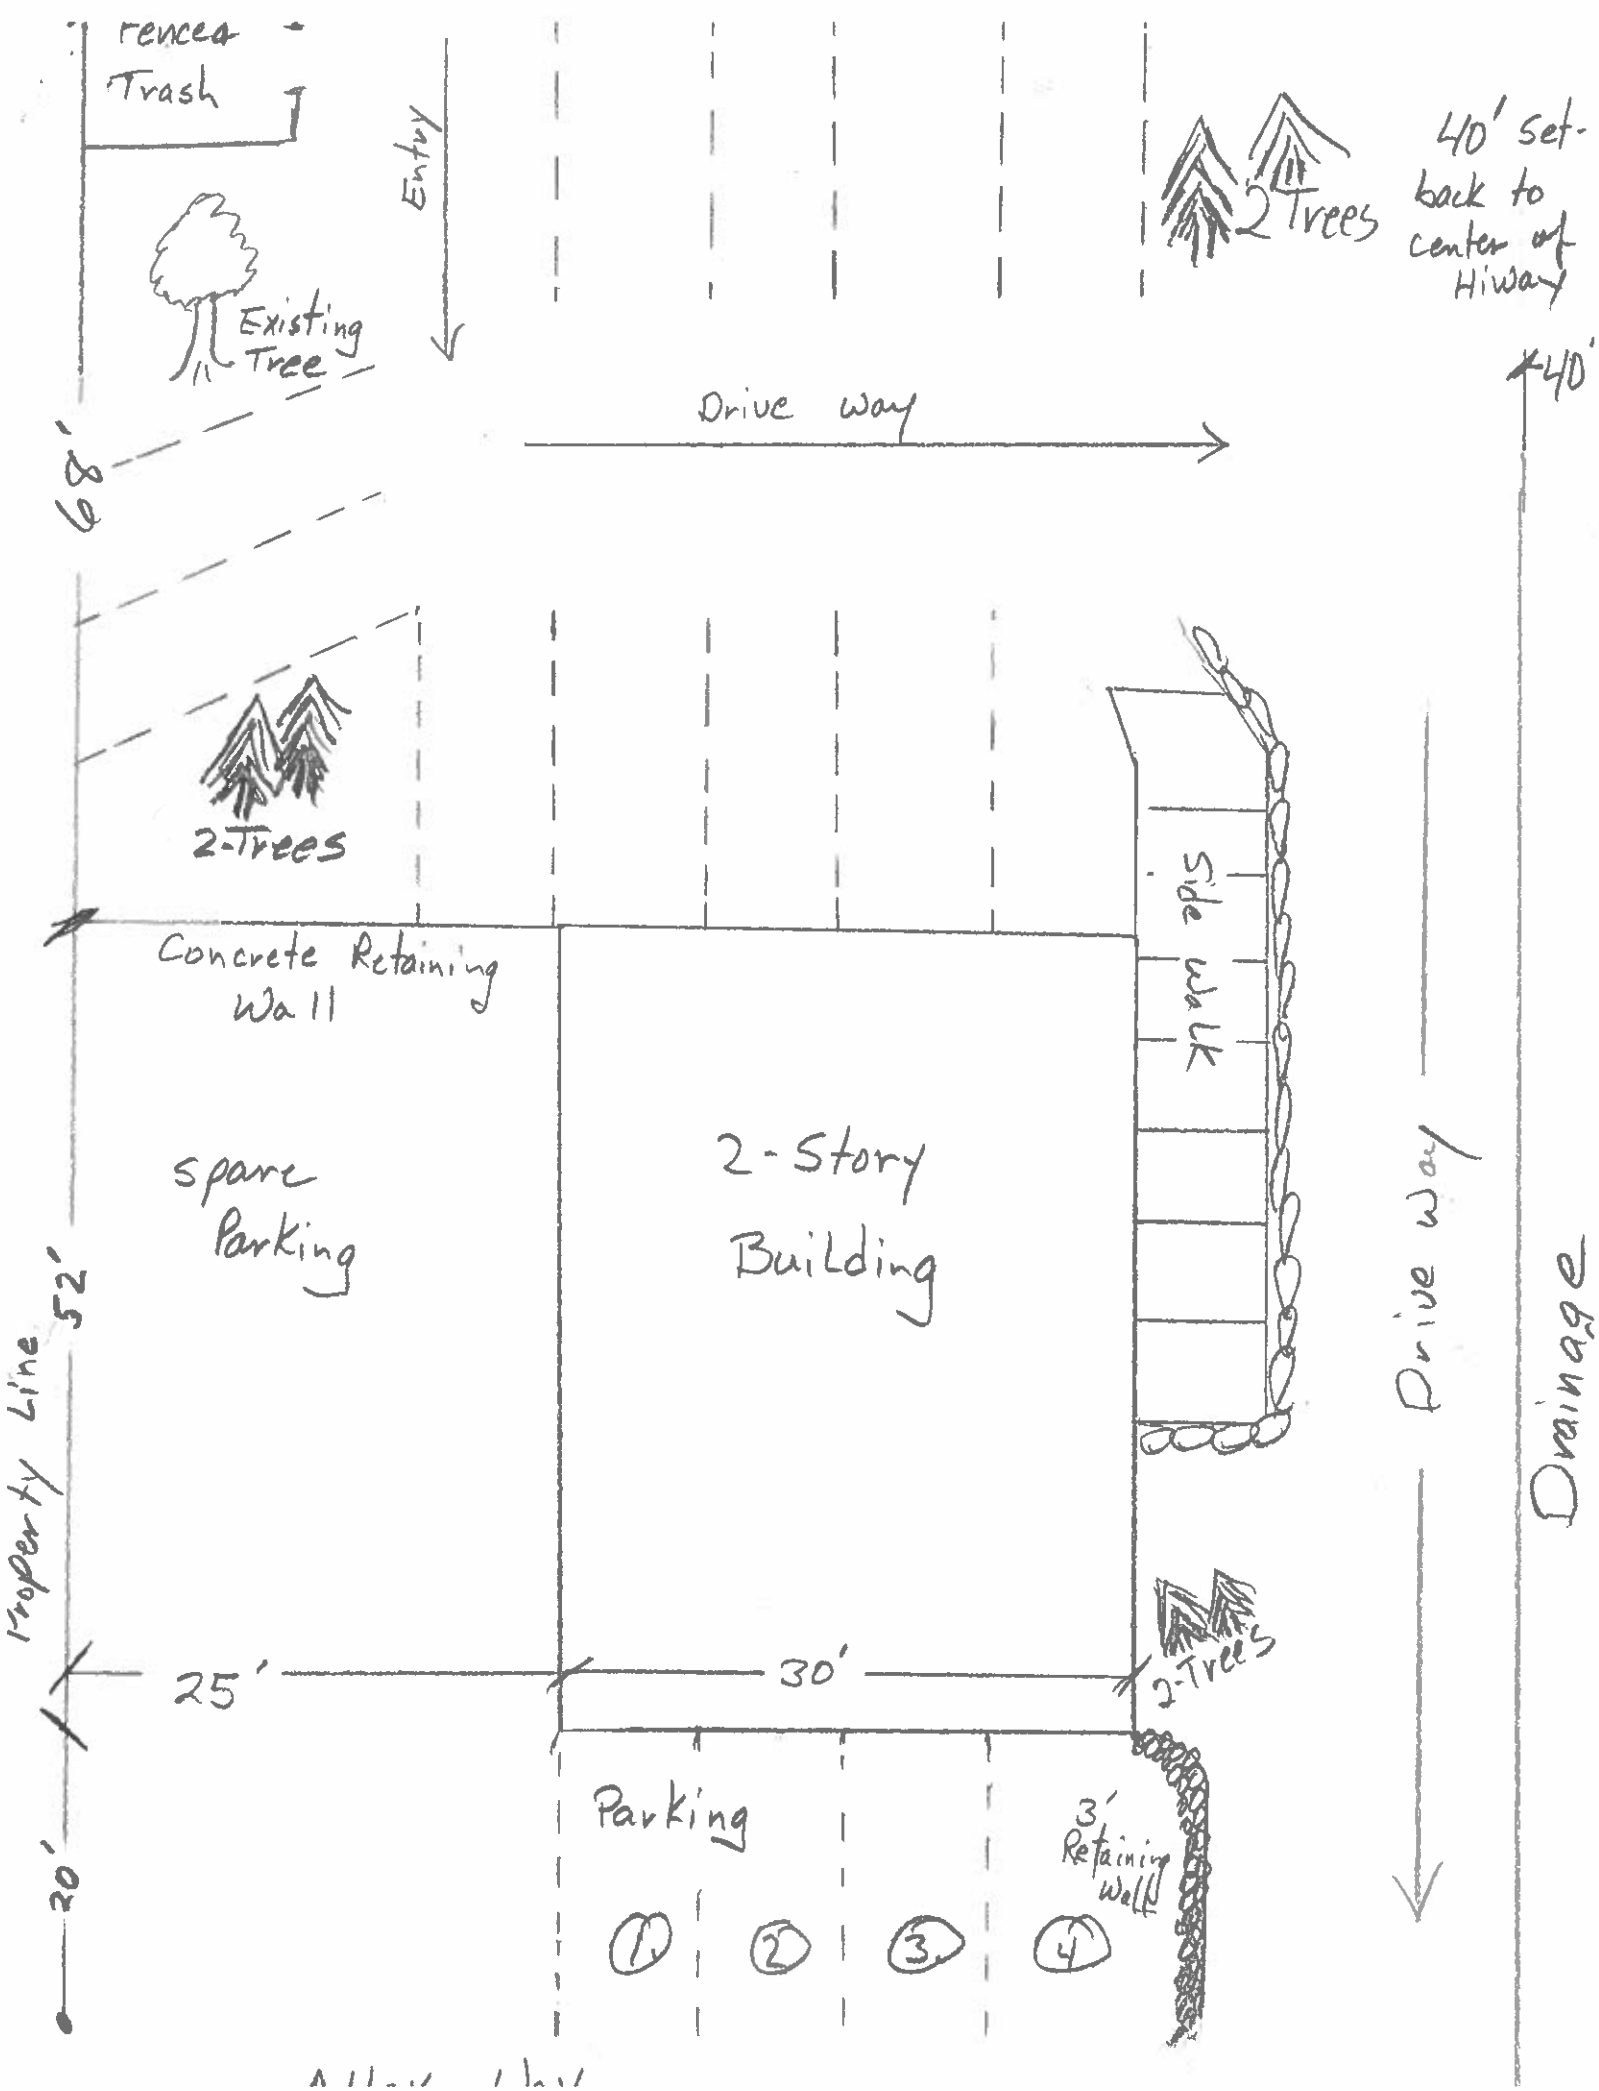 Fenced
Trash
Entry
2 Trees
40' set-
back to
center of
Hiway
Existing
Tree
40'
Drive way
68'
2-Trees
Side walk
Concrete Retaining
Wall
2-Story
Building
Spare
Parking
Drive way
Drainage
52'
Property Line
25'
30'
2-Trees
Parking
3'
Retaining
Wall
20'
1.
2
3.
4